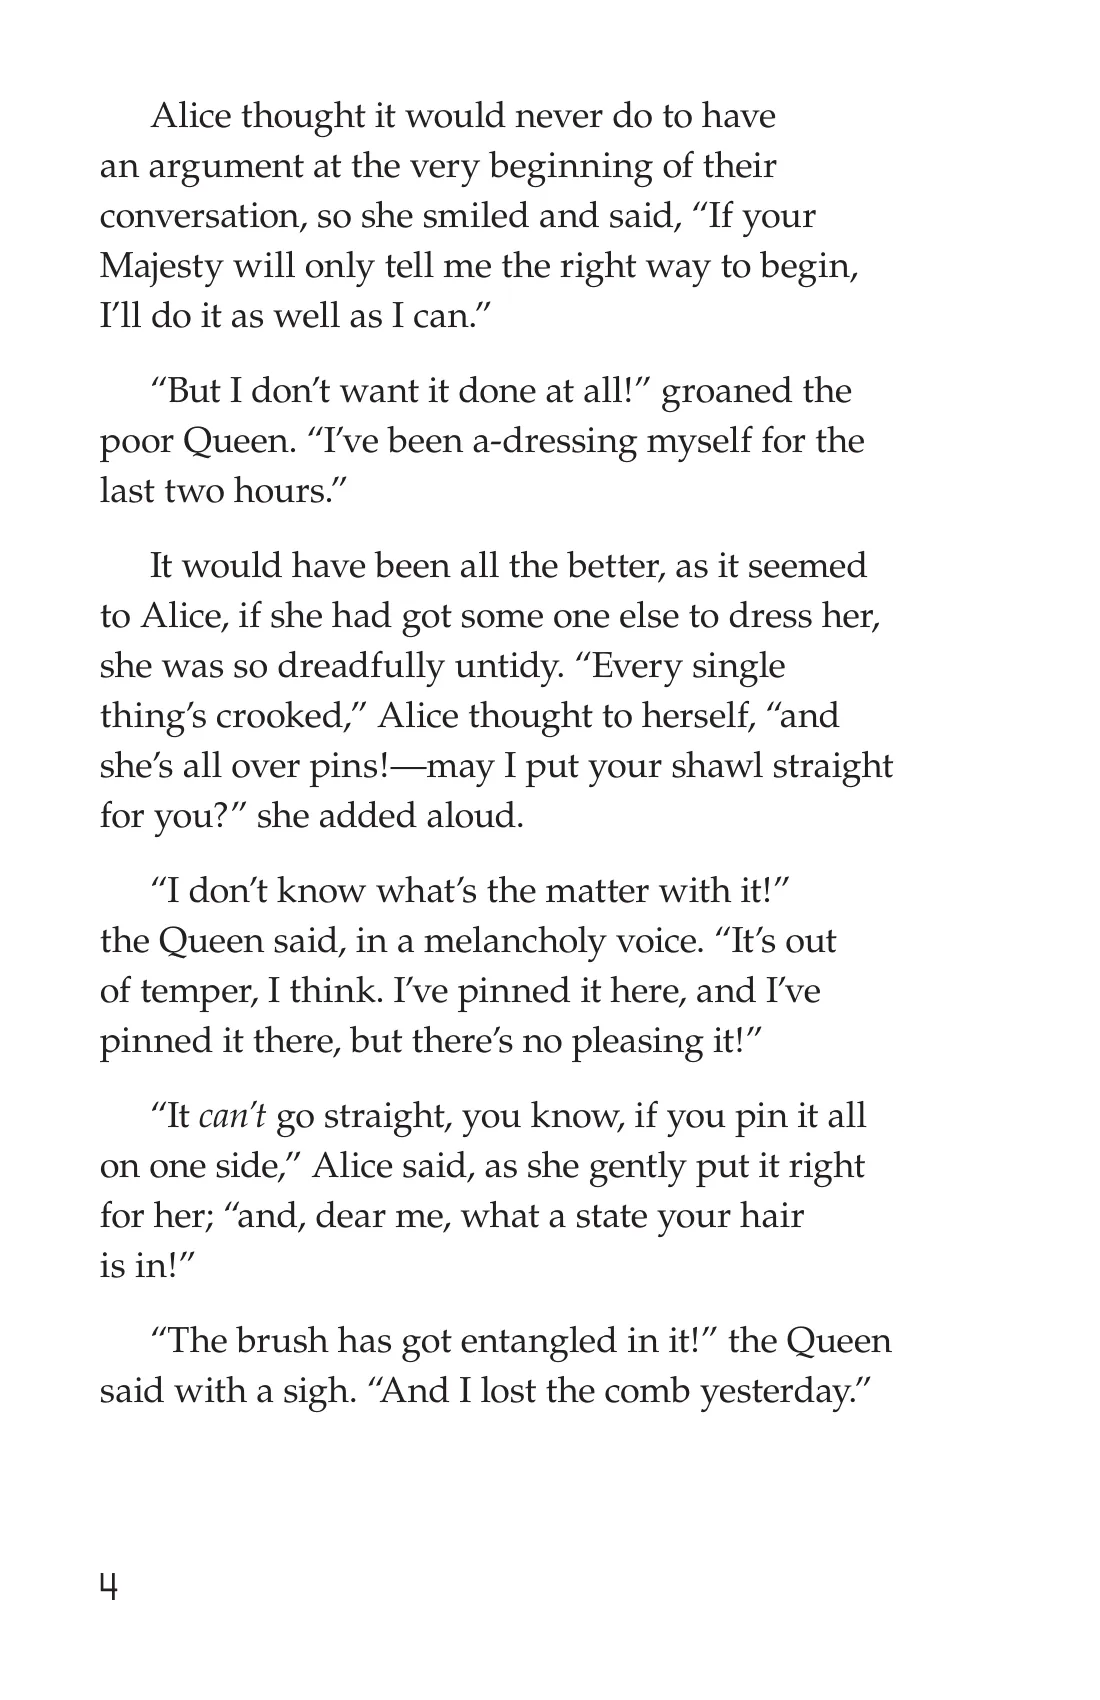 Alice thought it would never do to have
an argument at the very beginning of their
conversation, so she smiled and said, “If your
Majesty will only tell me the right way to begin,
I’ll do it as well as I can.”
“But I don’t want it done at all!” groaned the
poor Queen. “I’ve been a-dressing myself for the
last two hours.”
It would have been all the better, as it seemed
to Alice, if she had got some one else to dress her,
she was so dreadfully untidy. “Every single
thing’s crooked,” Alice thought to herself, “and
she’s all over pins!—may I put your shawl straight
for you?” she added aloud.
“I don’t know what’s the matter with it!”
the Queen said, in a melancholy voice. “It’s out
of temper, I think. I’ve pinned it here, and I’ve
pinned it there, but there’s no pleasing it!”
“It can’t go straight, you know, if you pin it all
on one side,” Alice said, as she gently put it right
for her; “and, dear me, what a state your hair
is in!”
“The brush has got entangled in it!” the Queen
said with a sigh. “And I lost the comb yesterday.”
4